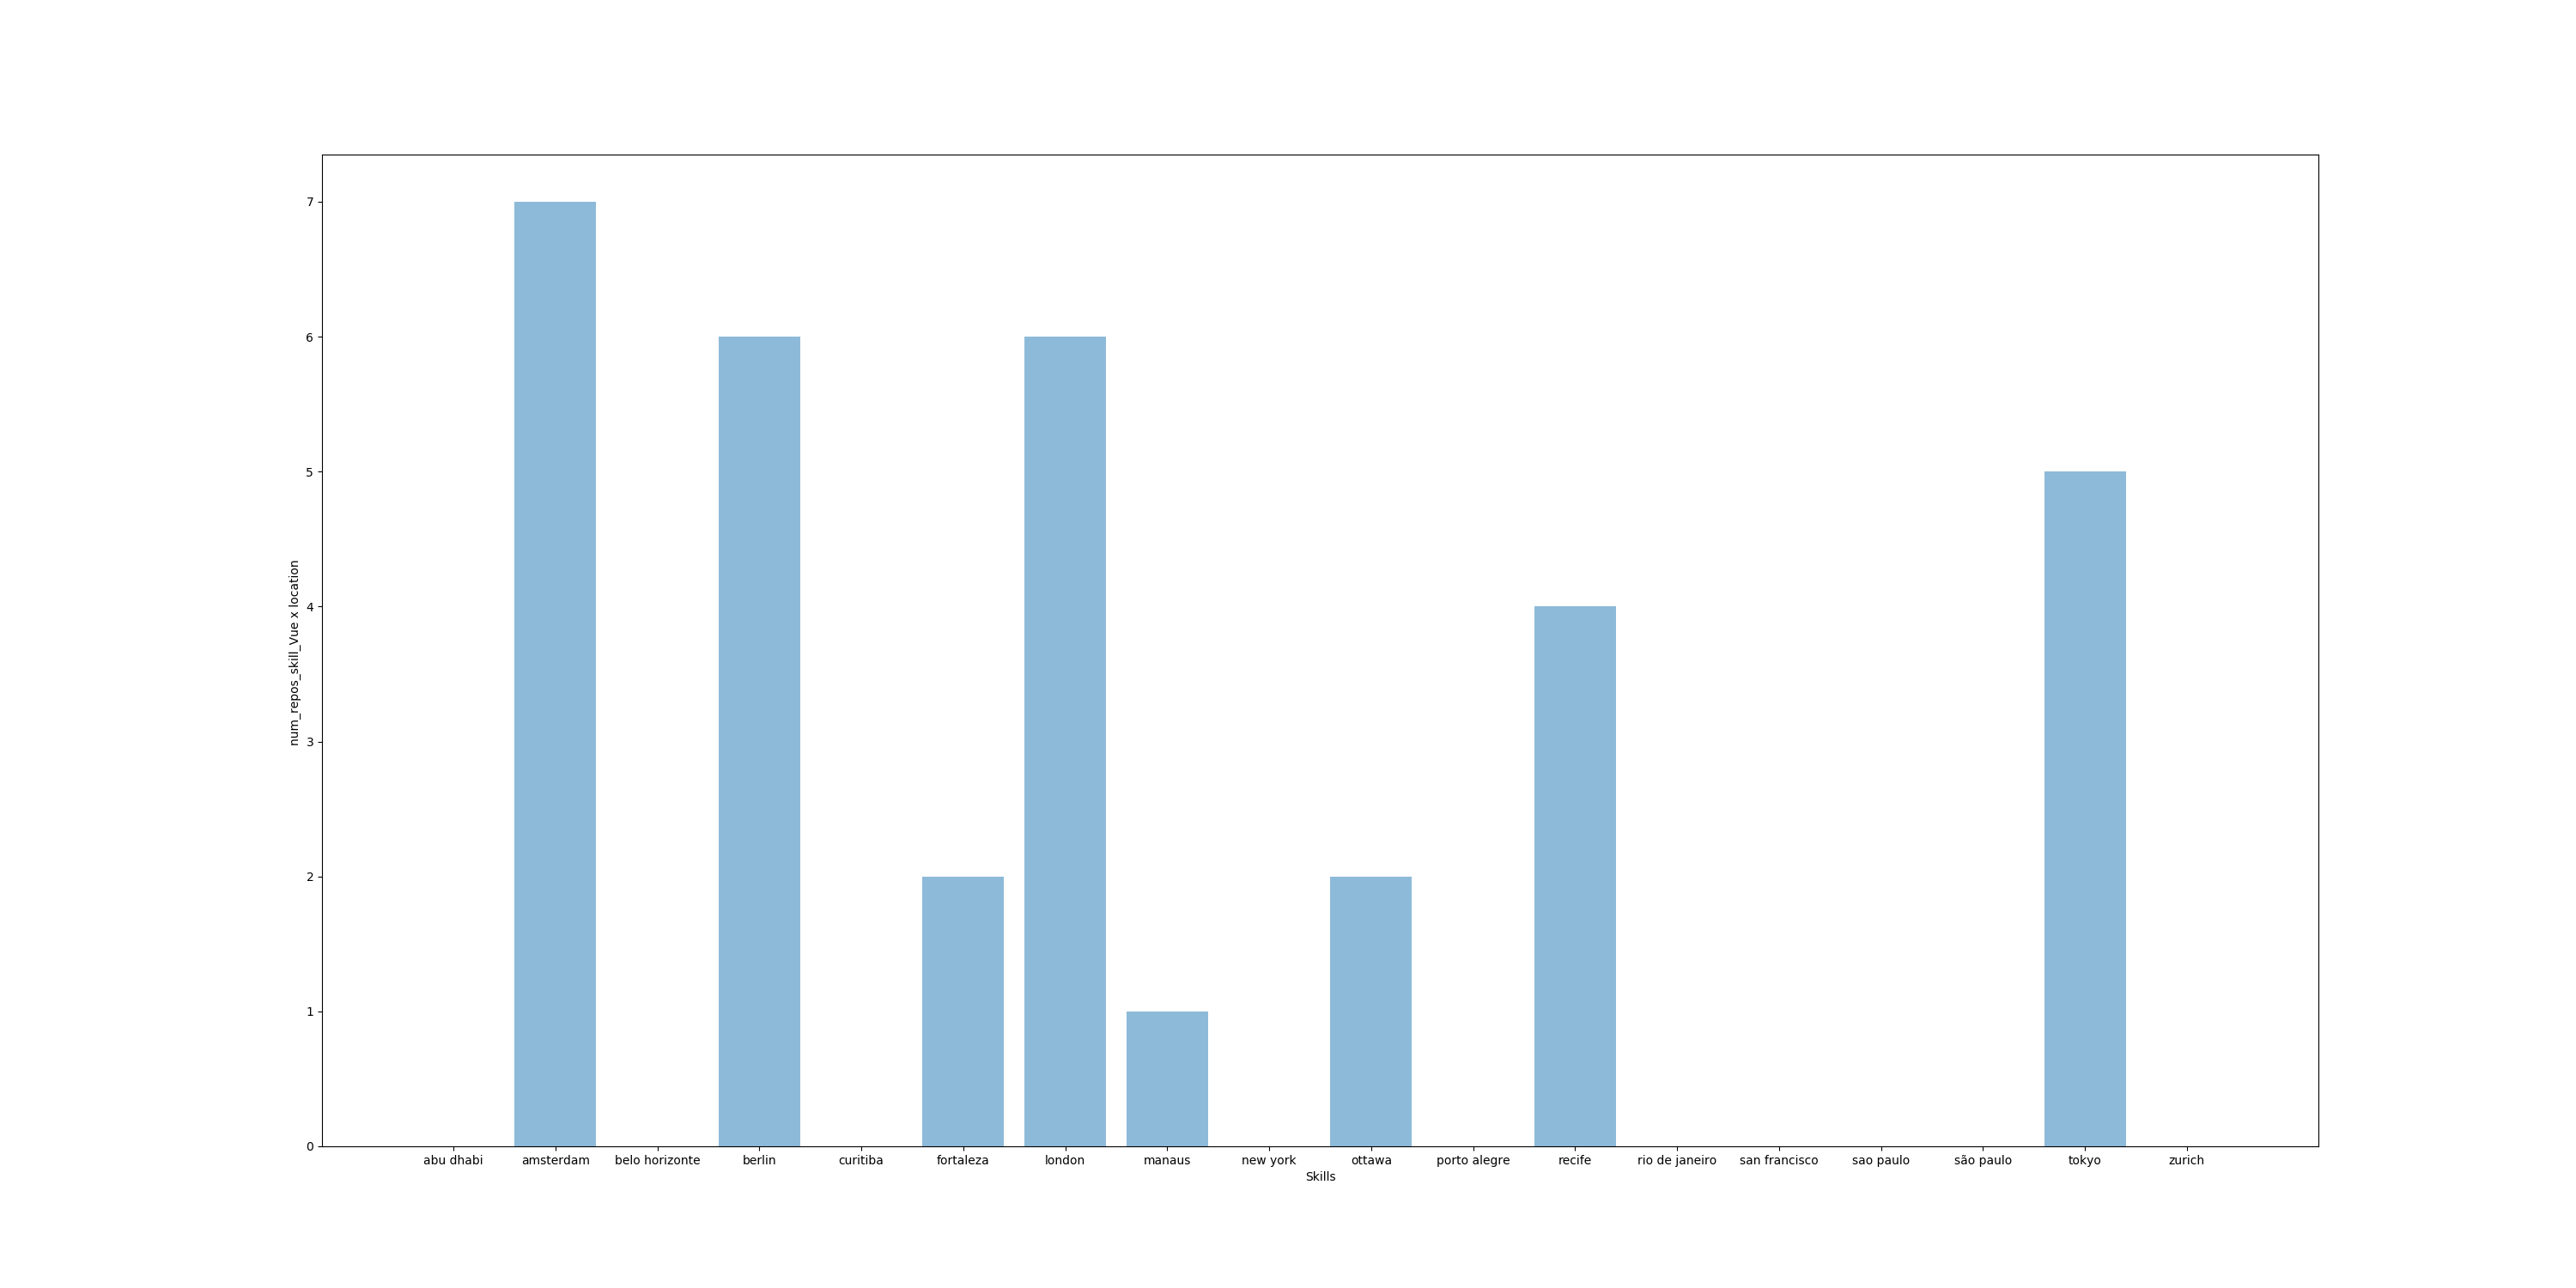 7
6
5
4
3
2
1
0
num_repos_skill_Vue x location
abu dhabi amsterdam belo horizonte berlin curitiba fortaleza london manaus new york ottawa porto alegre recife rio de janeiro san francisco sao paulo são paulo tokyo zurich
Skills